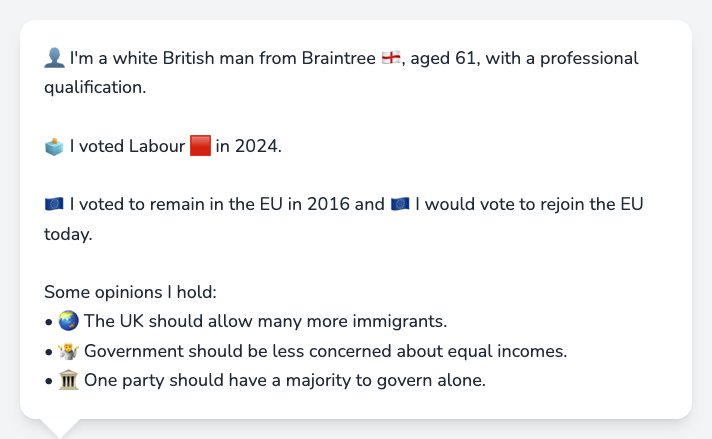 👤 I'm a white British man from Braintree 🏴󠁧󠁢󠁥󠁮󠁧󠁿, aged 61, with a professional
qualification.
🗳️ I voted Labour 🟥 in 2024.
🇪🇺 I voted to remain in the EU in 2016 and 🇪🇺 I would vote to rejoin the EU
today.
Some opinions I hold:
• 🌏 The UK should allow many more immigrants.
• 🤷 Government should be less concerned about equal incomes.
• 🏛️ One party should have a majority to govern alone.